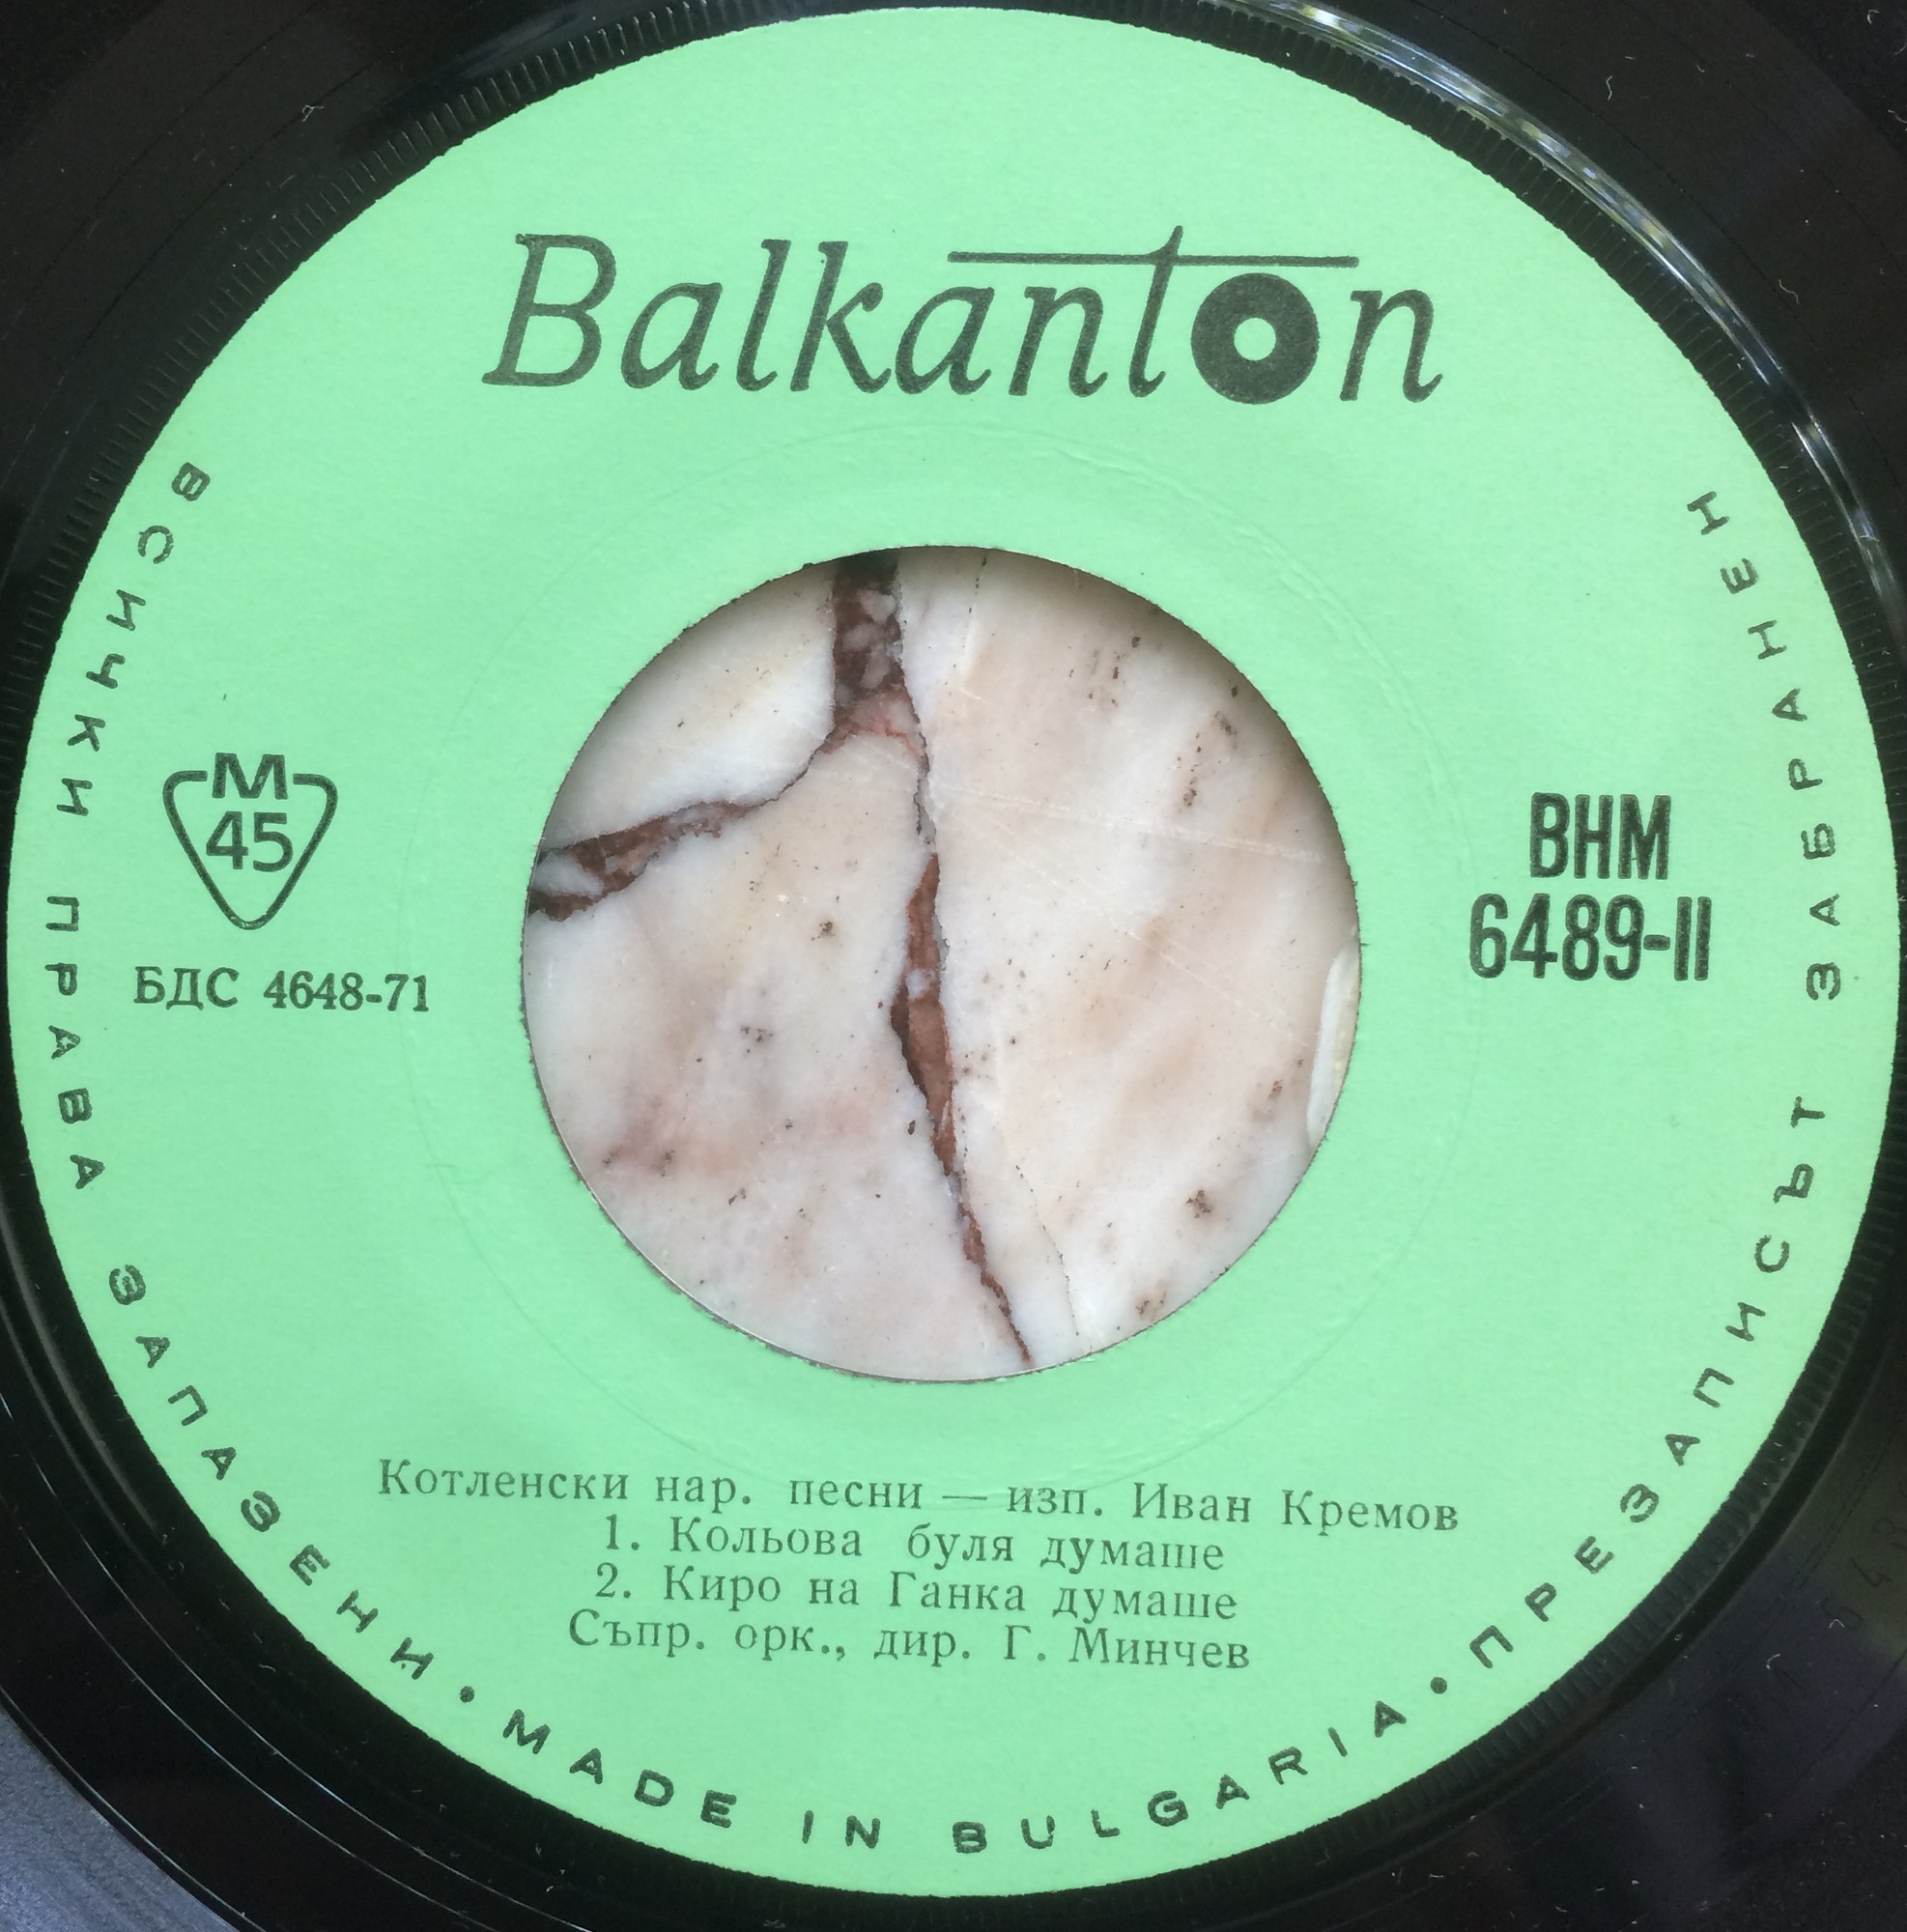 Balkanton
М
45
БДС 4648-71
ВНМ
6489-II
Котленски нар. песни — изп. Иван Кремов
1. Кольова буля думаше
2. Киро на Ганка думаше
Съпр. орк., дир. Г. Минчев
ВСИЧКИ ПРАВА ЗАПАЗЕНИ • MADE IN BULGARIA • ПРЕЗАПИСЪТ ЗАБРАНЕН